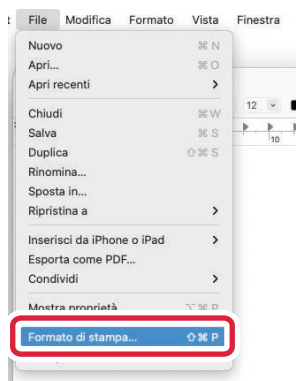 File Modifica Formato Vista Finestra
Nuovo ⌘ N
Apri... ⌘ O
Apri recenti >
12
Chiudi ⌘ W
Salva ⌘ S
10
Duplica ⇧ ⌘ S
Rinomina...
Sposta in...
Ripristina a >
Inserisci da iPhone o iPad >
Esporta come PDF...
Condividi >
Mostra proprietà ⌥ ⌘ P
Formato di stampa... ⇧ ⌘ P